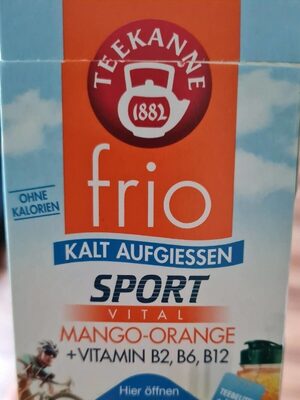 TEEKANNE
1882
frio
OHNE
KALORIEN
KALT AUFGIESSEN
SPORT
VITAL
MANGO-ORANGE
+VITAMIN B2, B6, B12
Hier öffnen